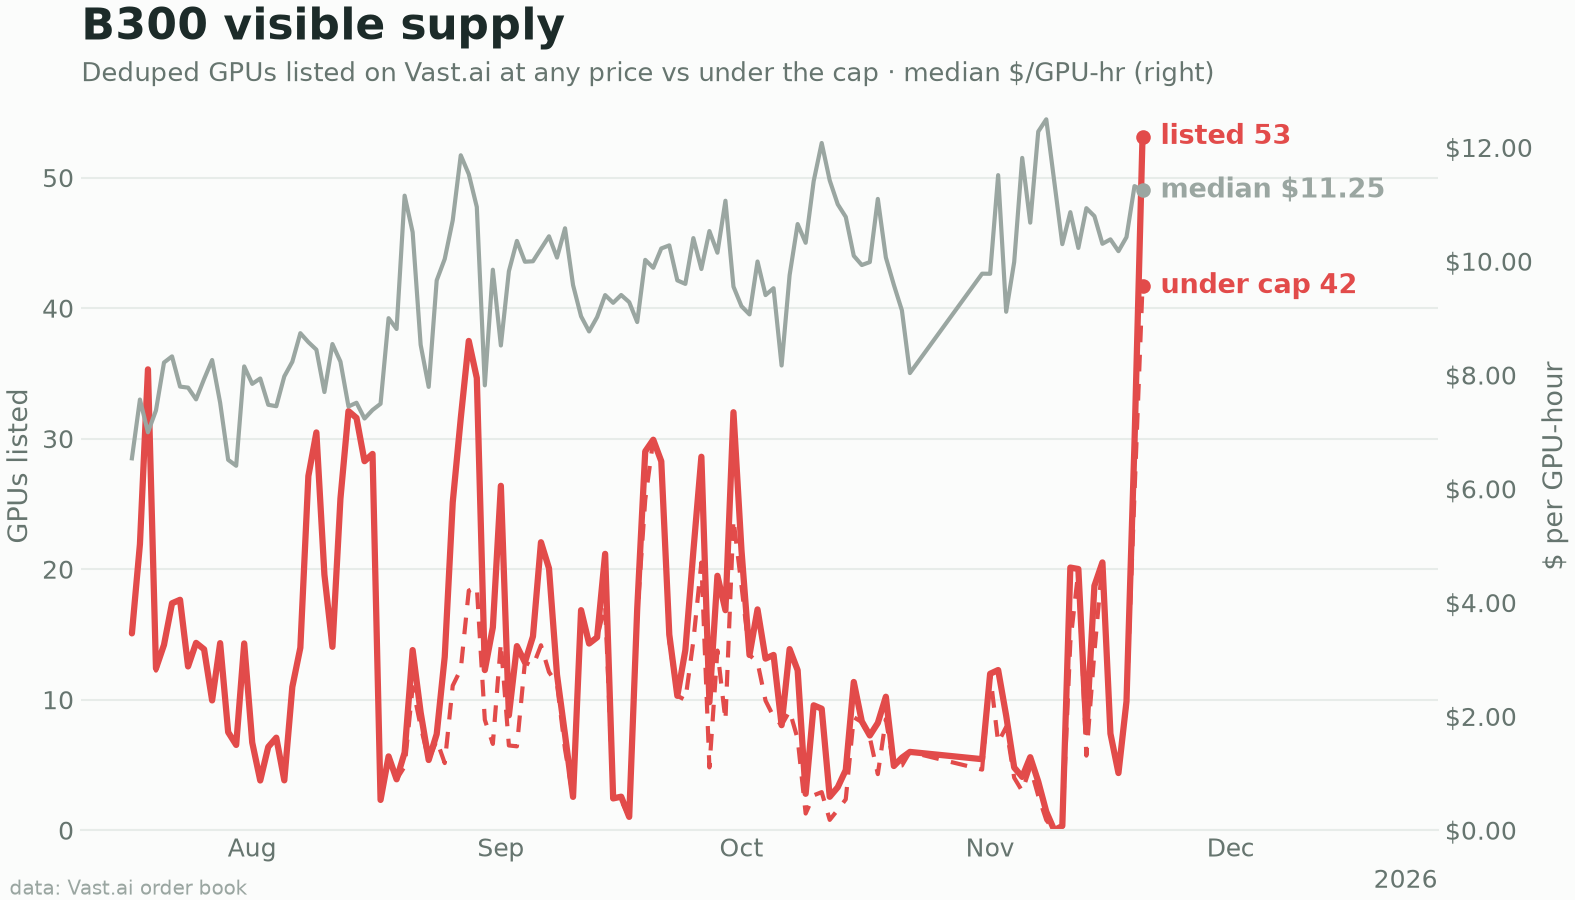 B300 visible supply
Deduped GPUs listed on Vast.ai at any price vs under the cap · median $/GPU-hr (right)
listed 53
median $11.25
under cap 42
GPUs listed
50
40
30
20
10
0
$12.00
$10.00
$8.00
$6.00
$4.00
$2.00
$0.00
$ per GPU-hour
Aug
Sep
Oct
Nov
Dec
2026
data: Vast.ai order book